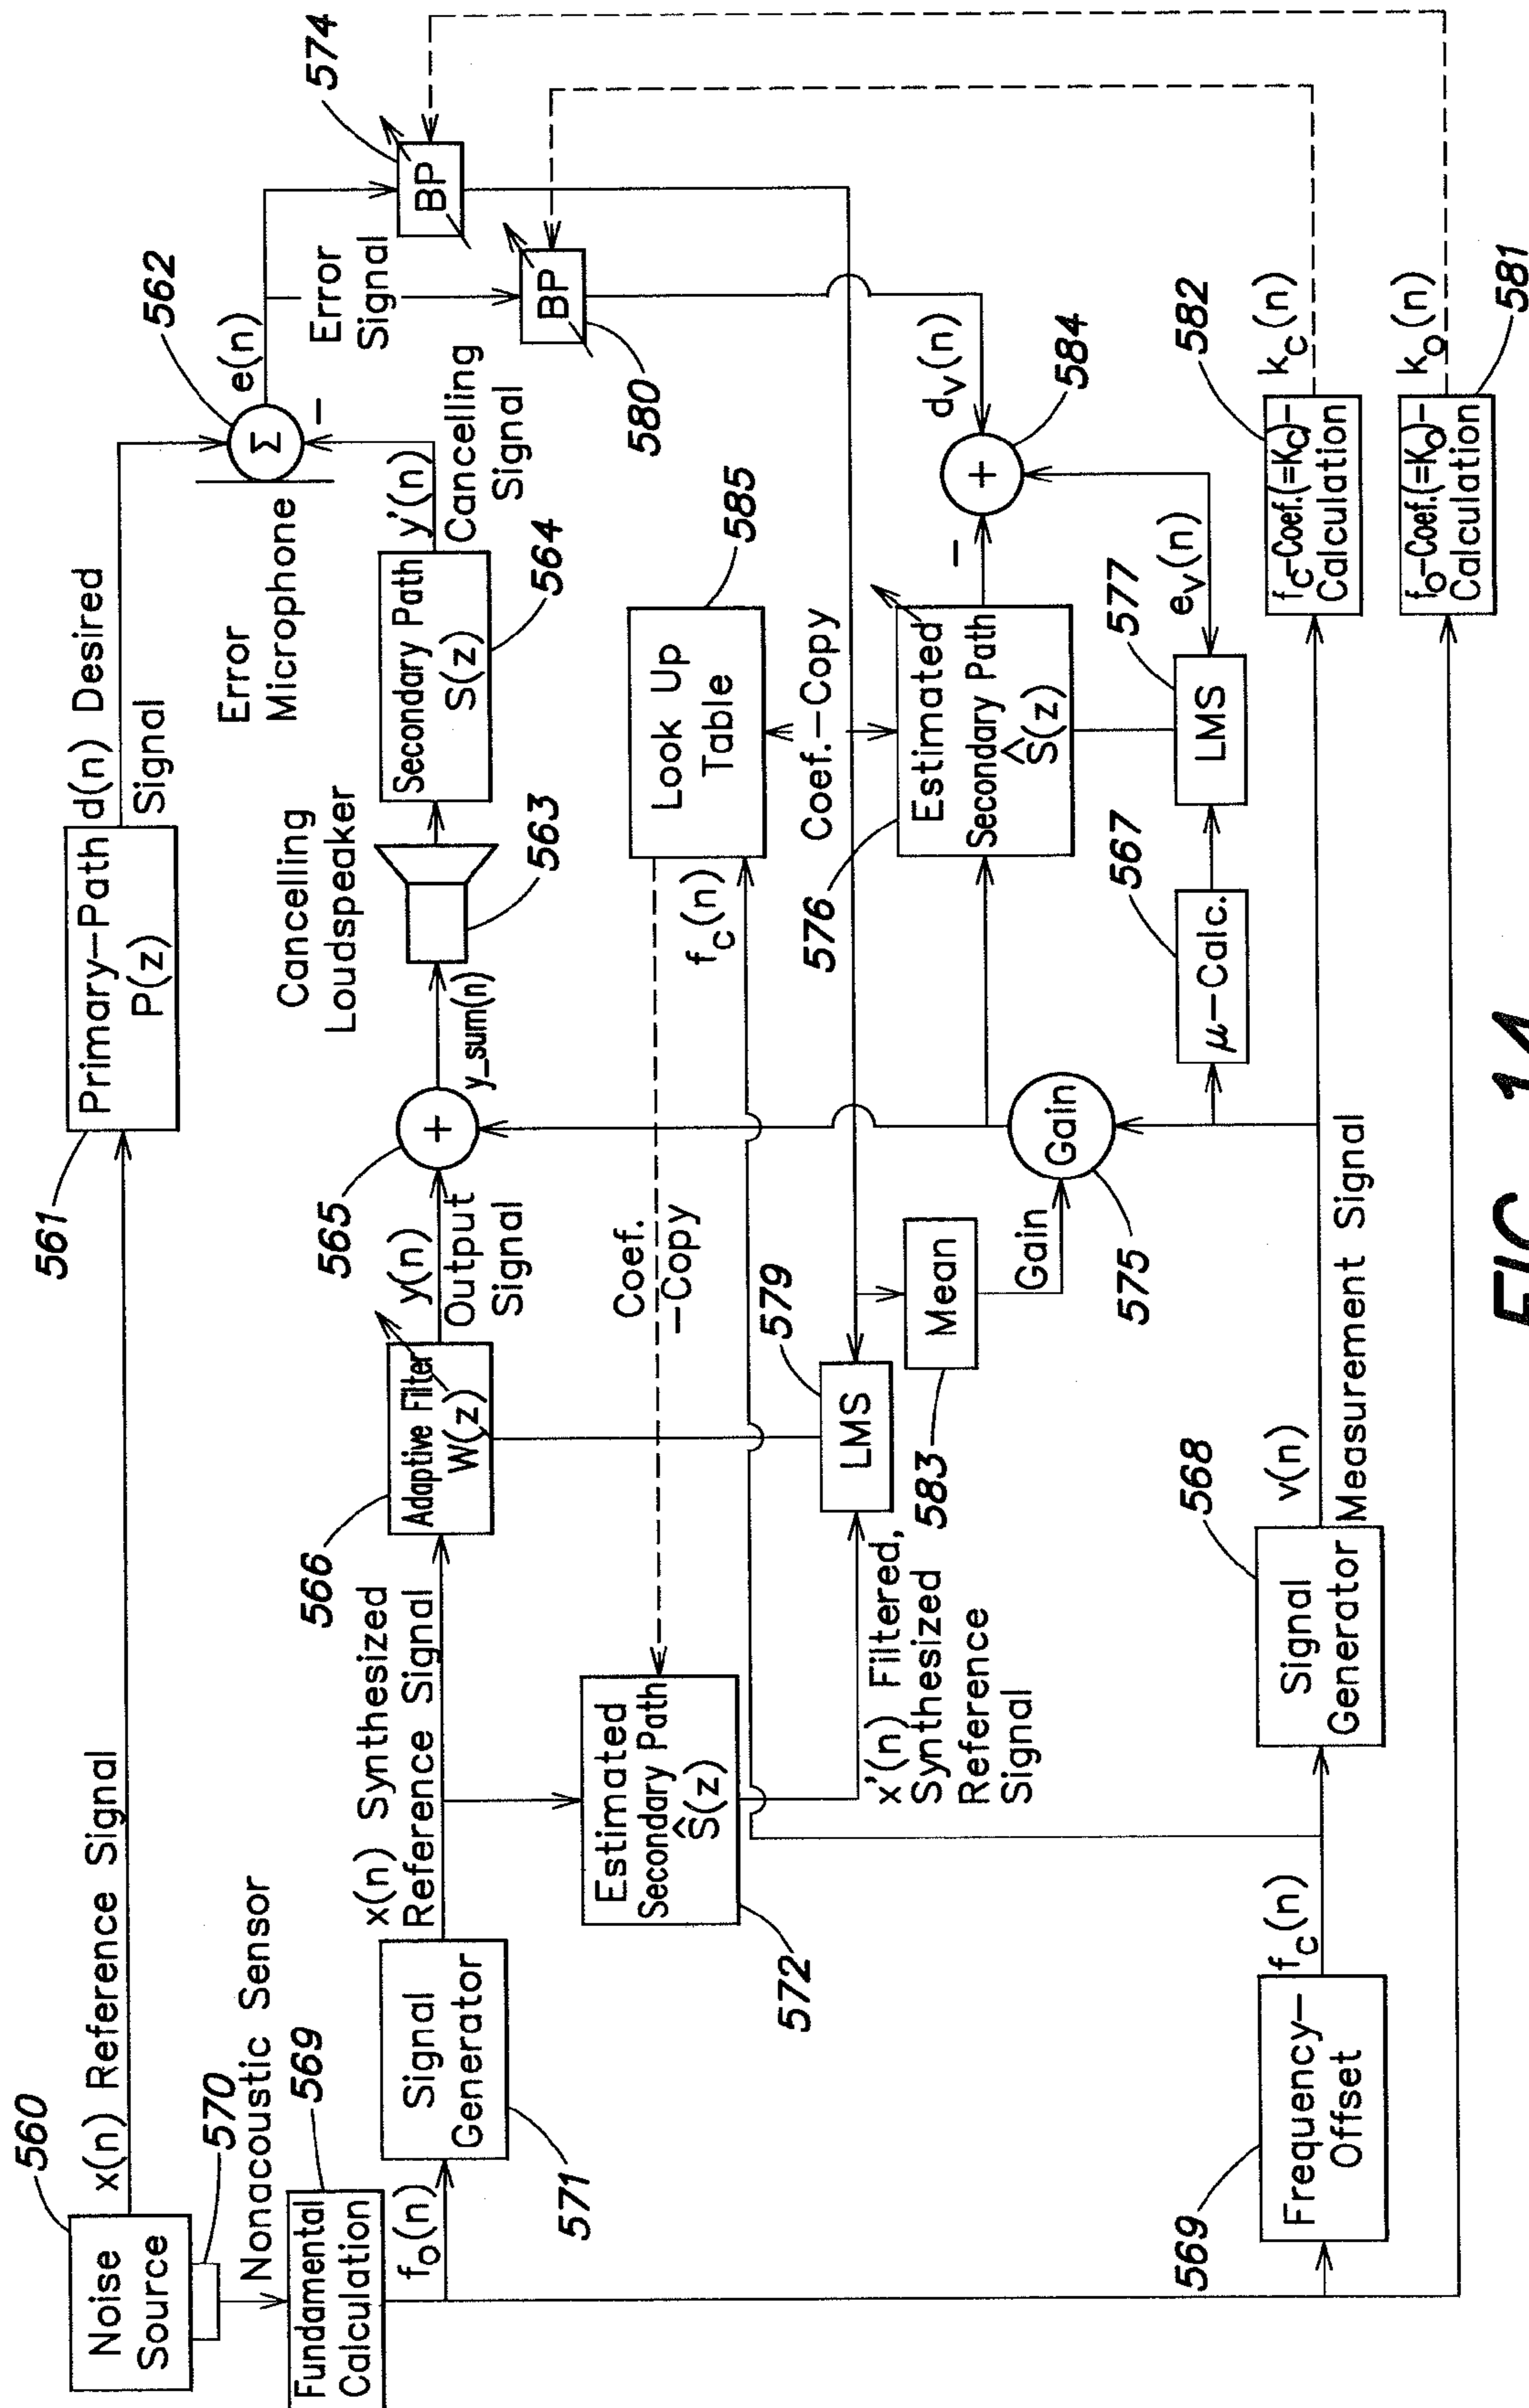 560
Noise
Source
x(n) Reference Signal
570
Nonacoustic Sensor
569
Fundamental
Calculation
f0(n)
571
Signal
Generator
x(n) Synthesized
Reference Signal
572
Estimated
Secondary Path
Ŝ(z)
x'(n) Filtered,
Synthesized
Reference
Signal
561
Primary-Path
P(z)
d(n) Desired
Signal
566
Adaptive Filter
W(z)
y(n)
Output
Signal
565
+
y_sum(n)
Cancelling
Loudspeaker
563
Secondary Path
S(z)
564
y'(n)
Cancelling
Signal
Error
Microphone
Σ
562
–
e(n)
Error
Signal
574
BP
BP
580
Coef.
-Copy
585
Look Up
Table
fc(n)
Coef.-Copy
576
Estimated
Secondary Path
Ŝ(z)
–
+
584
dv(n)
ev(n)
577
LMS
567
μ-Calc.
579
LMS
583
Mean
Gain
Gain
575
569
Frequency-
Offset
fc(n)
568
Signal
Generator
v(n)
Measurement Signal
582
fc-Coef.(=Kc)-
Calculation
kc(n)
581
f0-Coef.(=K0)-
Calculation
k0(n)
FIG. 14